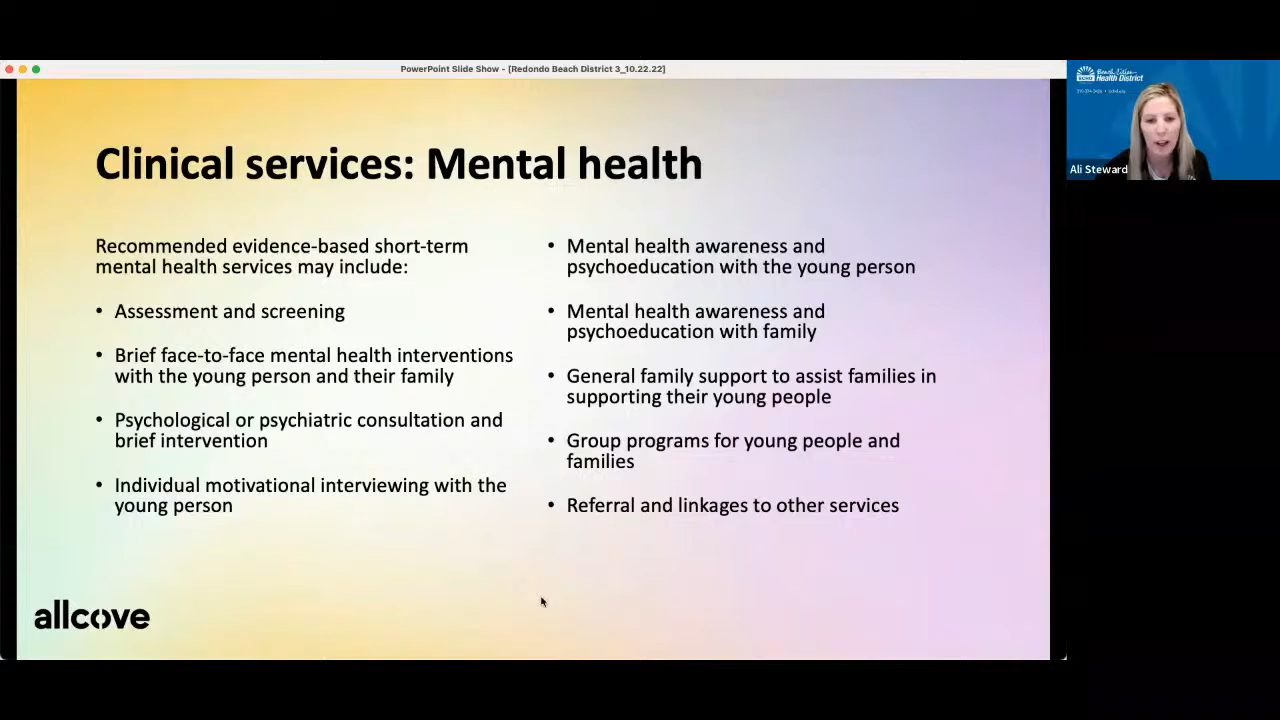 PowerPoint Slide Show - [Redondo Beach District 3_10.22.22]
Beach Cities
Health District
Ali Steward
Clinical services: Mental health
Recommended evidence-based short-term
mental health services may include:
• Assessment and screening
• Brief face-to-face mental health interventions
with the young person and their family
• Psychological or psychiatric consultation and
brief intervention
• Individual motivational interviewing with the
young person
• Mental health awareness and
psychoeducation with the young person
• Mental health awareness and
psychoeducation with family
• General family support to assist families in
supporting their young people
• Group programs for young people and
families
• Referral and linkages to other services
allcove